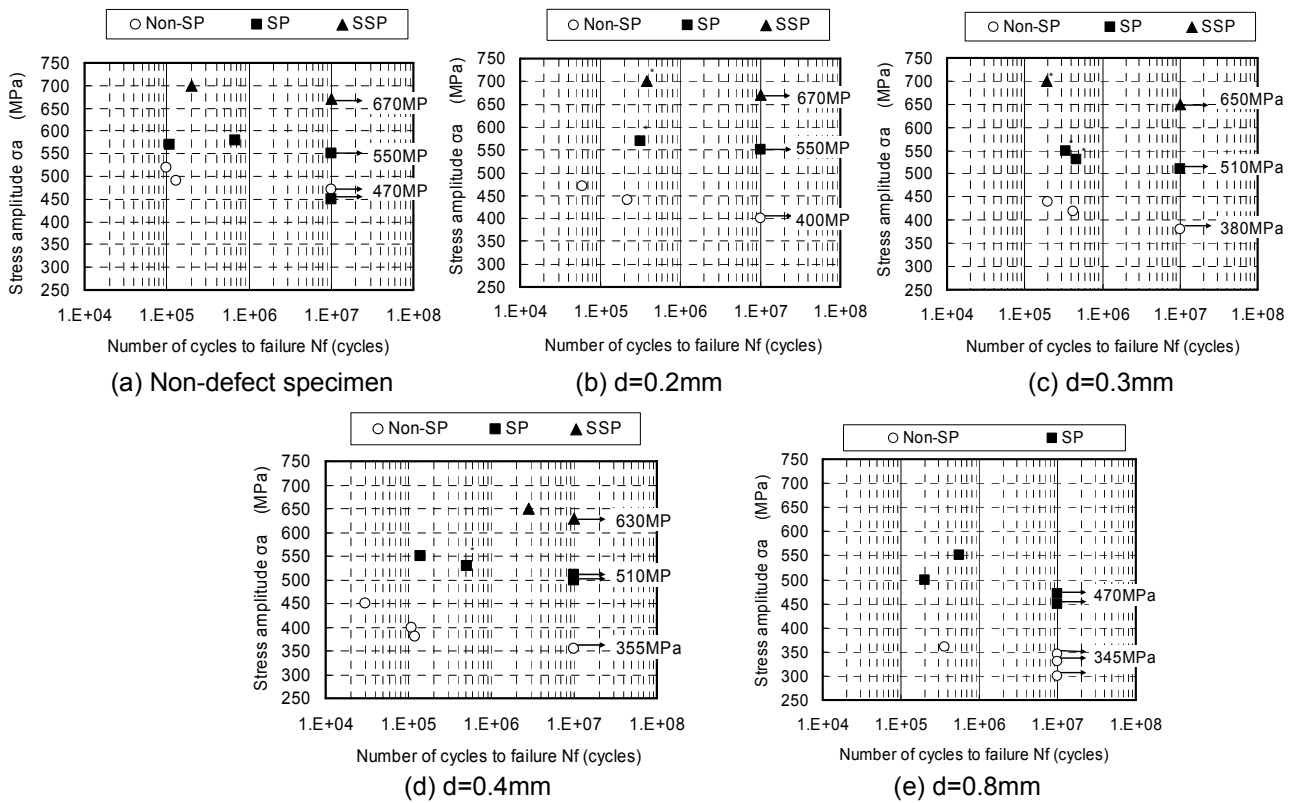 ○Non-SP ■SP ▲SSP
○Non-SP ■SP ▲SSP
○Non-SP ■SP ▲SSP
Stress amplitude σa (MPa)
750
700
650
600
550
500
450
400
350
300
250
670MP
550MP
470MP
1.E+04 1.E+05 1.E+06 1.E+07 1.E+08
Number of cycles to failure Nf (cycles)
(a) Non-defect specimen
Stress amplitude σa (MPa)
750
700
650
600
550
500
450
400
350
300
250
*
*
670MP
550MP
400MP
1.E+04 1.E+05 1.E+06 1.E+07 1.E+08
Number of cycles to failure Nf (cycles)
(b) d=0.2mm
Stress amplitude σa (MPa)
750
700
650
600
550
500
450
400
350
300
250
*
*
*
650MPa
510MPa
380MPa
1.E+04 1.E+05 1.E+06 1.E+07 1.E+08
Number of cycles to failure Nf (cycles)
(c) d=0.3mm
○Non-SP ■SP ▲SSP
Stress amplitude σa (MPa)
750
700
650
600
550
500
450
400
350
300
250
*
630MP
510MP
355MPa
1.E+04 1.E+05 1.E+06 1.E+07 1.E+08
Number of cycles to failure Nf (cycles)
(d) d=0.4mm
○Non-SP ■SP
Stress amplitude σa (MPa)
750
700
650
600
550
500
450
400
350
300
250
470MPa
345MPa
1.E+04 1.E+05 1.E+06 1.E+07 1.E+08
Number of cycles to failure Nf (cycles)
(e) d=0.8mm